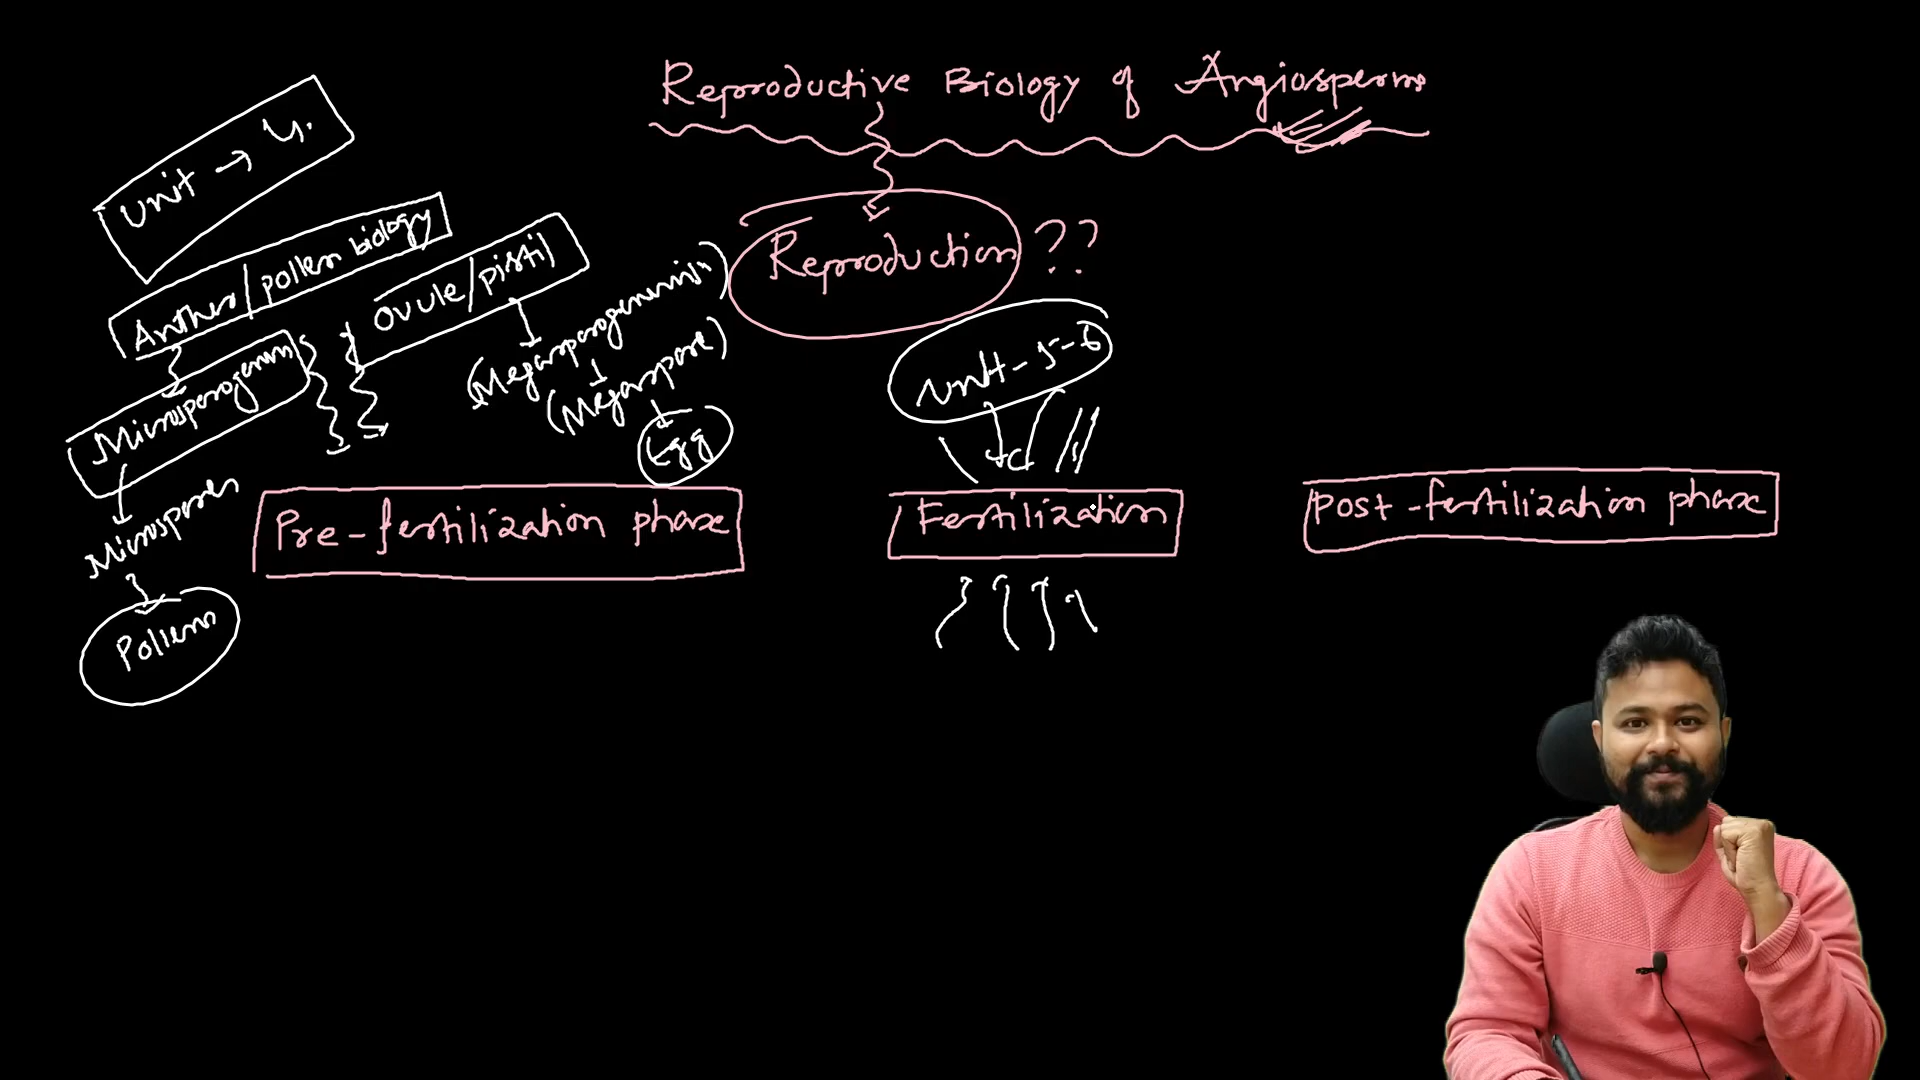 Reproductive Biology of Angiosperms
Unit → 4.
Anther/pollen biology
Ovule/pistil
Reproduction ??
Microsporogenesis
(Megasporogenesis)
(Megaspore)
Egg
Unit-5-6
Microspores
Pollens
Pre-fertilization phase
Fertilization
Post-fertilization phase